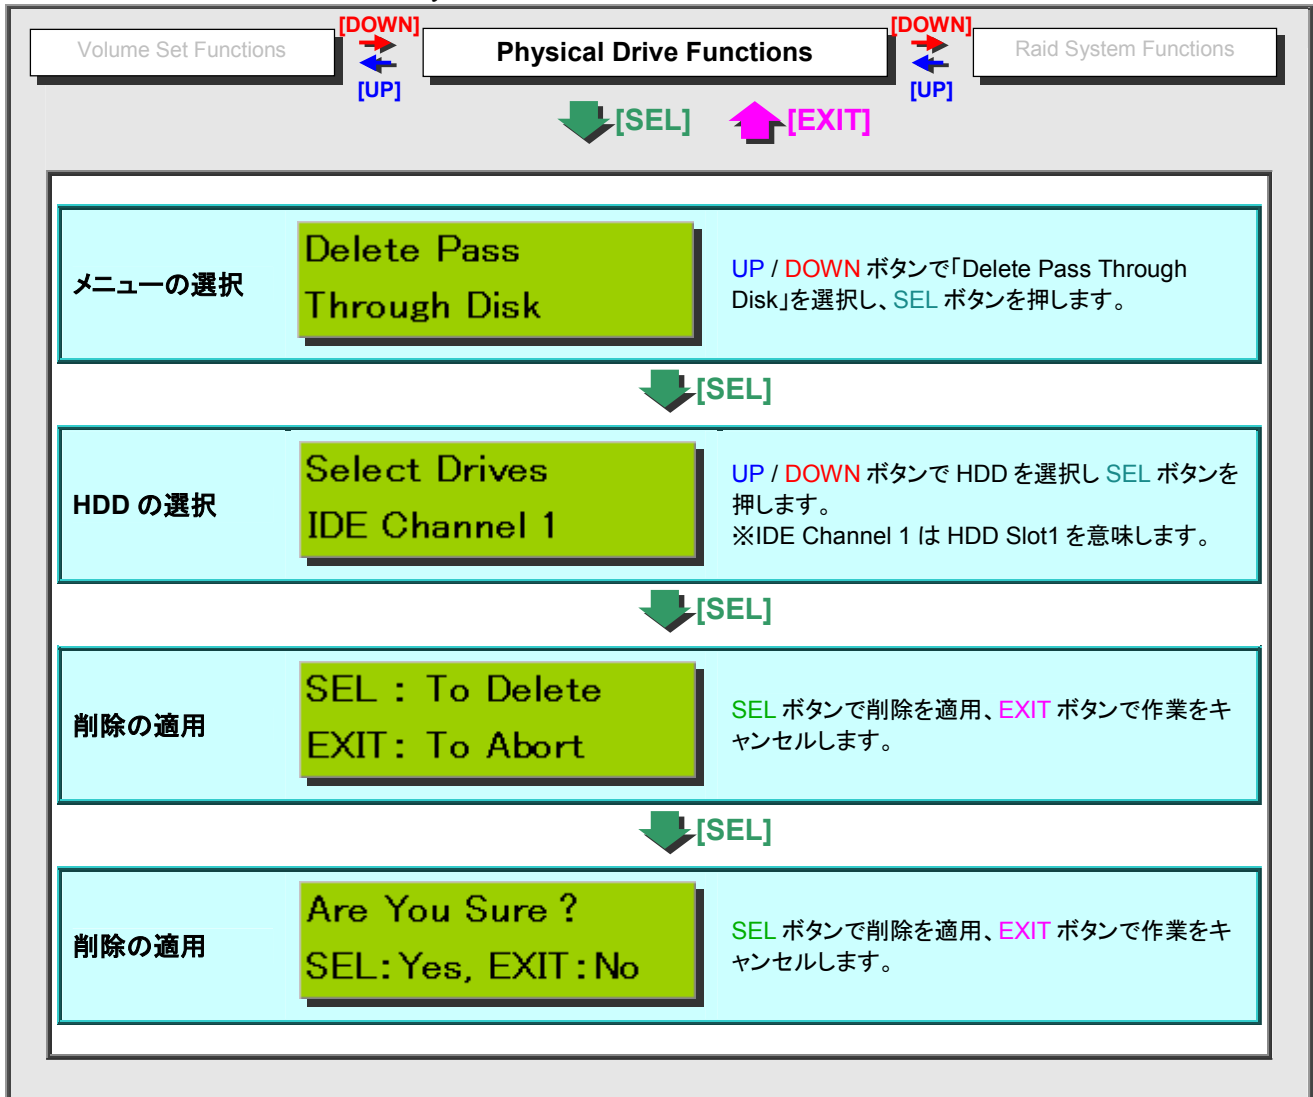 [DOWN]
[DOWN]
Volume Set Functions
Physical Drive Functions
Raid System Functions
[UP]
[UP]
[SEL]
[EXIT]
メニューの選択
Delete Pass
Through Disk
UP / DOWN ボタンで「Delete Pass Through
Disk」を選択し、SEL ボタンを押します。
[SEL]
HDD の選択
Select Drives
IDE Channel 1
UP / DOWN ボタンで HDD を選択し SEL ボタンを
押します。
※IDE Channel 1 は HDD Slot1 を意味します。
[SEL]
削除の適用
SEL : To Delete
EXIT : To Abort
SEL ボタンで削除を適用、EXIT ボタンで作業をキ
ャンセルします。
[SEL]
削除の適用
Are You Sure ?
SEL : Yes, EXIT : No
SEL ボタンで削除を適用、EXIT ボタンで作業をキ
ャンセルします。